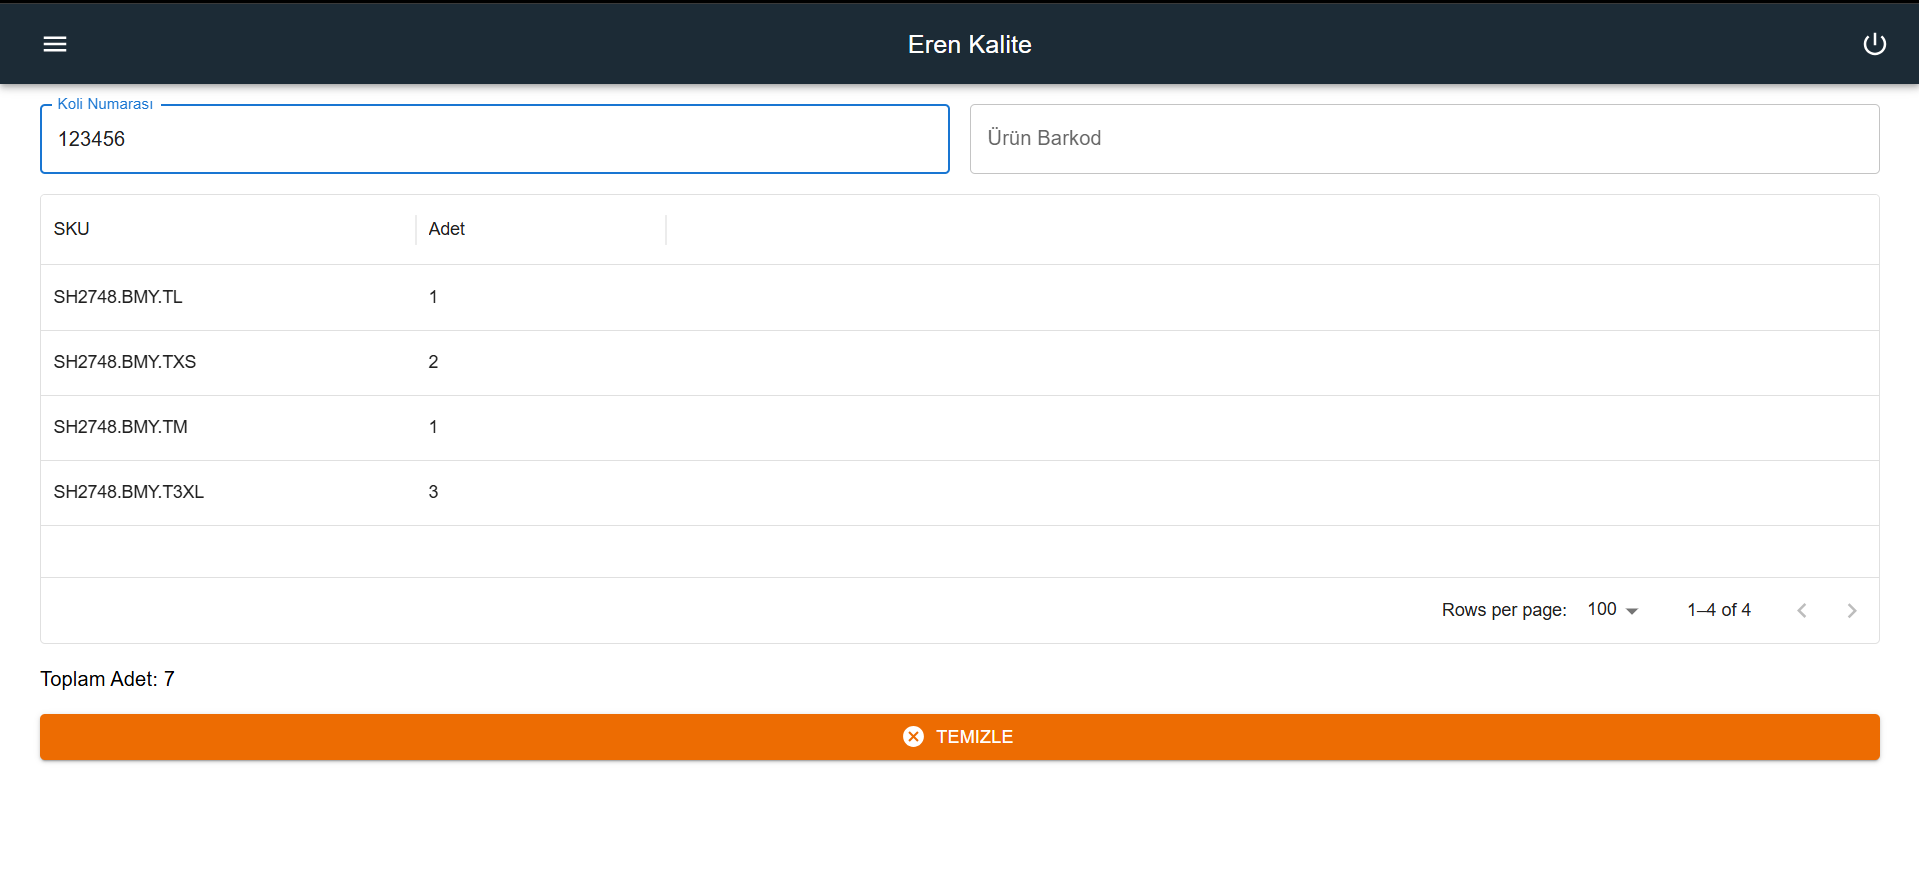 Eren Kalite
Koli Numarası
123456
Ürün Barkod
SKU Adet
SH2748.BMY.TL 1
SH2748.BMY.TXS 2
SH2748.BMY.TM 1
SH2748.BMY.T3XL 3
Rows per page: 100 1–4 of 4
Toplam Adet: 7
TEMIZLE